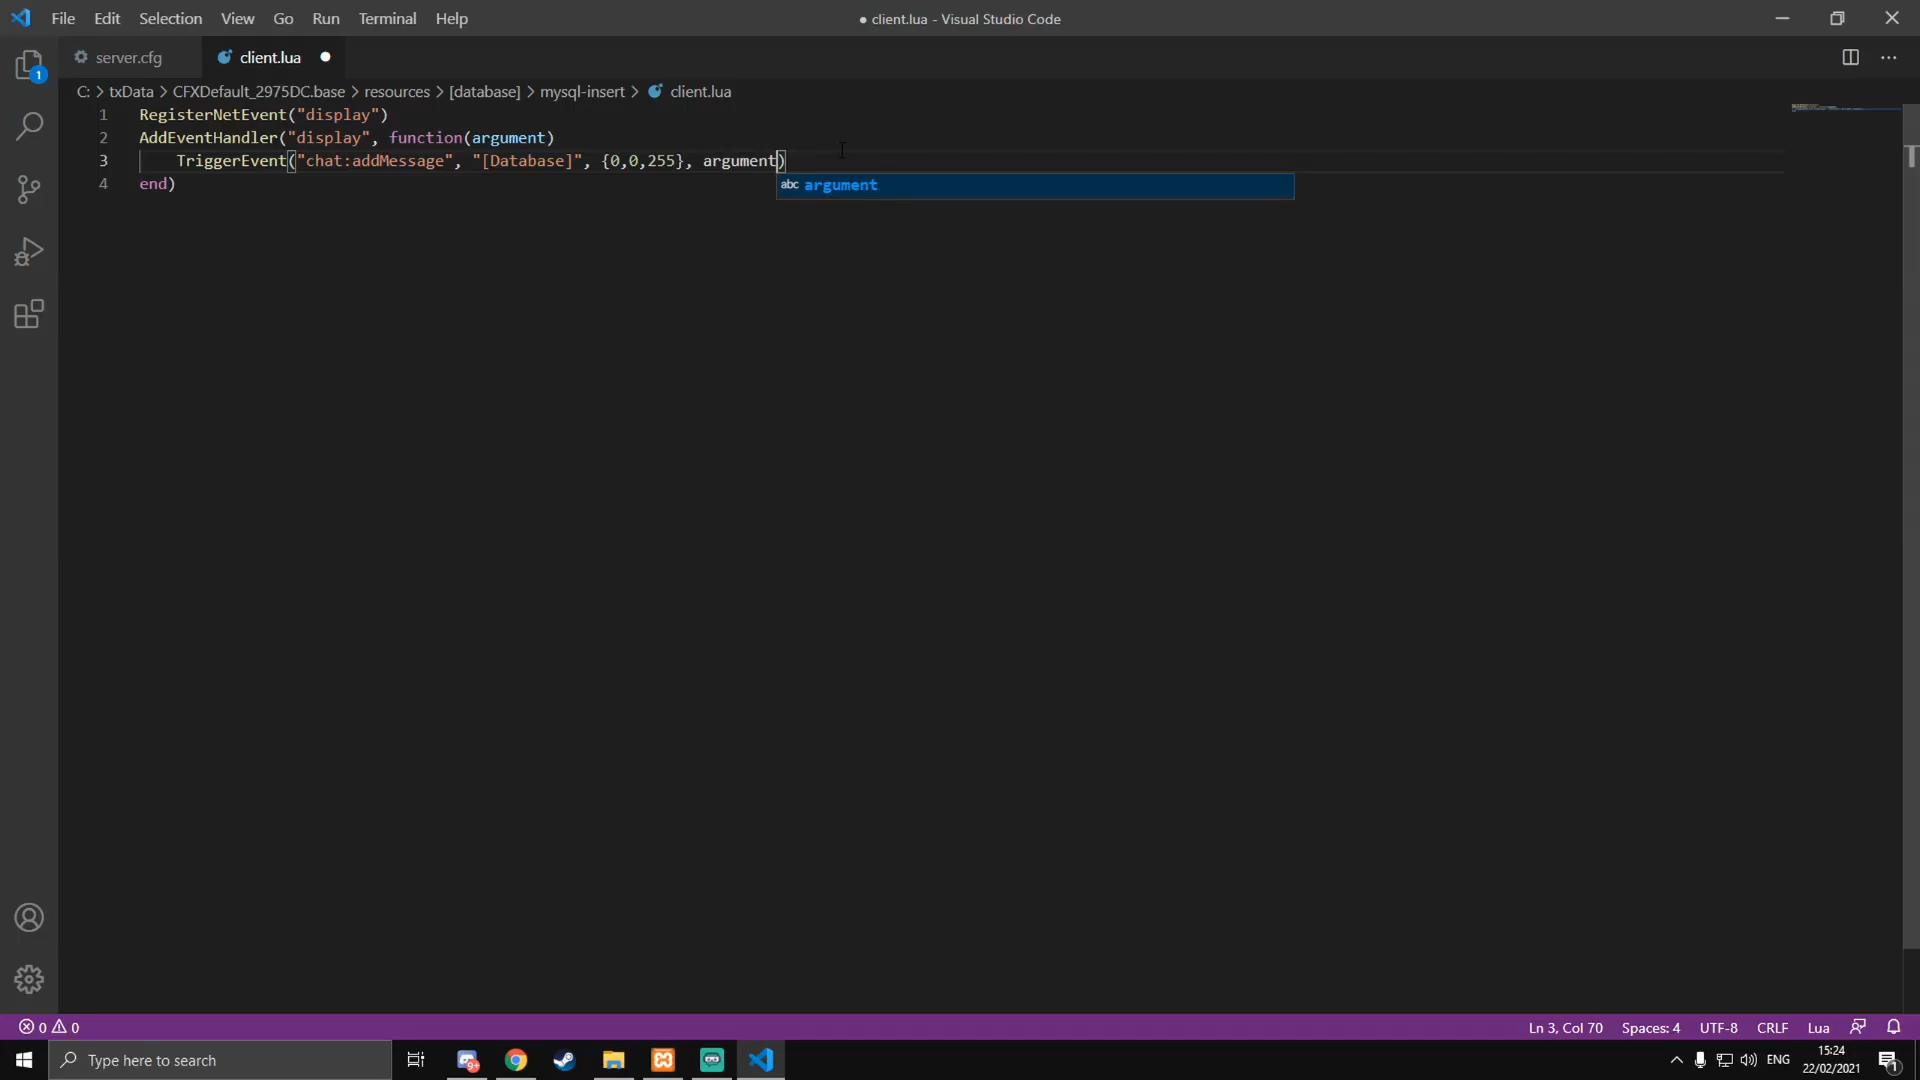 File Edit Selection View Go Run Terminal Help
● client.lua - Visual Studio Code
server.cfg client.lua
C: > txData > CFXDefault_2975DC.base > resources > [database] > mysql-insert > client.lua
1 RegisterNetEvent("display")
2 AddEventHandler("display", function(argument)
3 TriggerEvent("chat:addMessage", "[Database]", {0,0,255}, argument)
abc argument
4 end)
1
0 0
Ln 3, Col 70 Spaces: 4 UTF-8 CRLF Lua
Type here to search
9+
ENG
15:24
22/02/2021
1